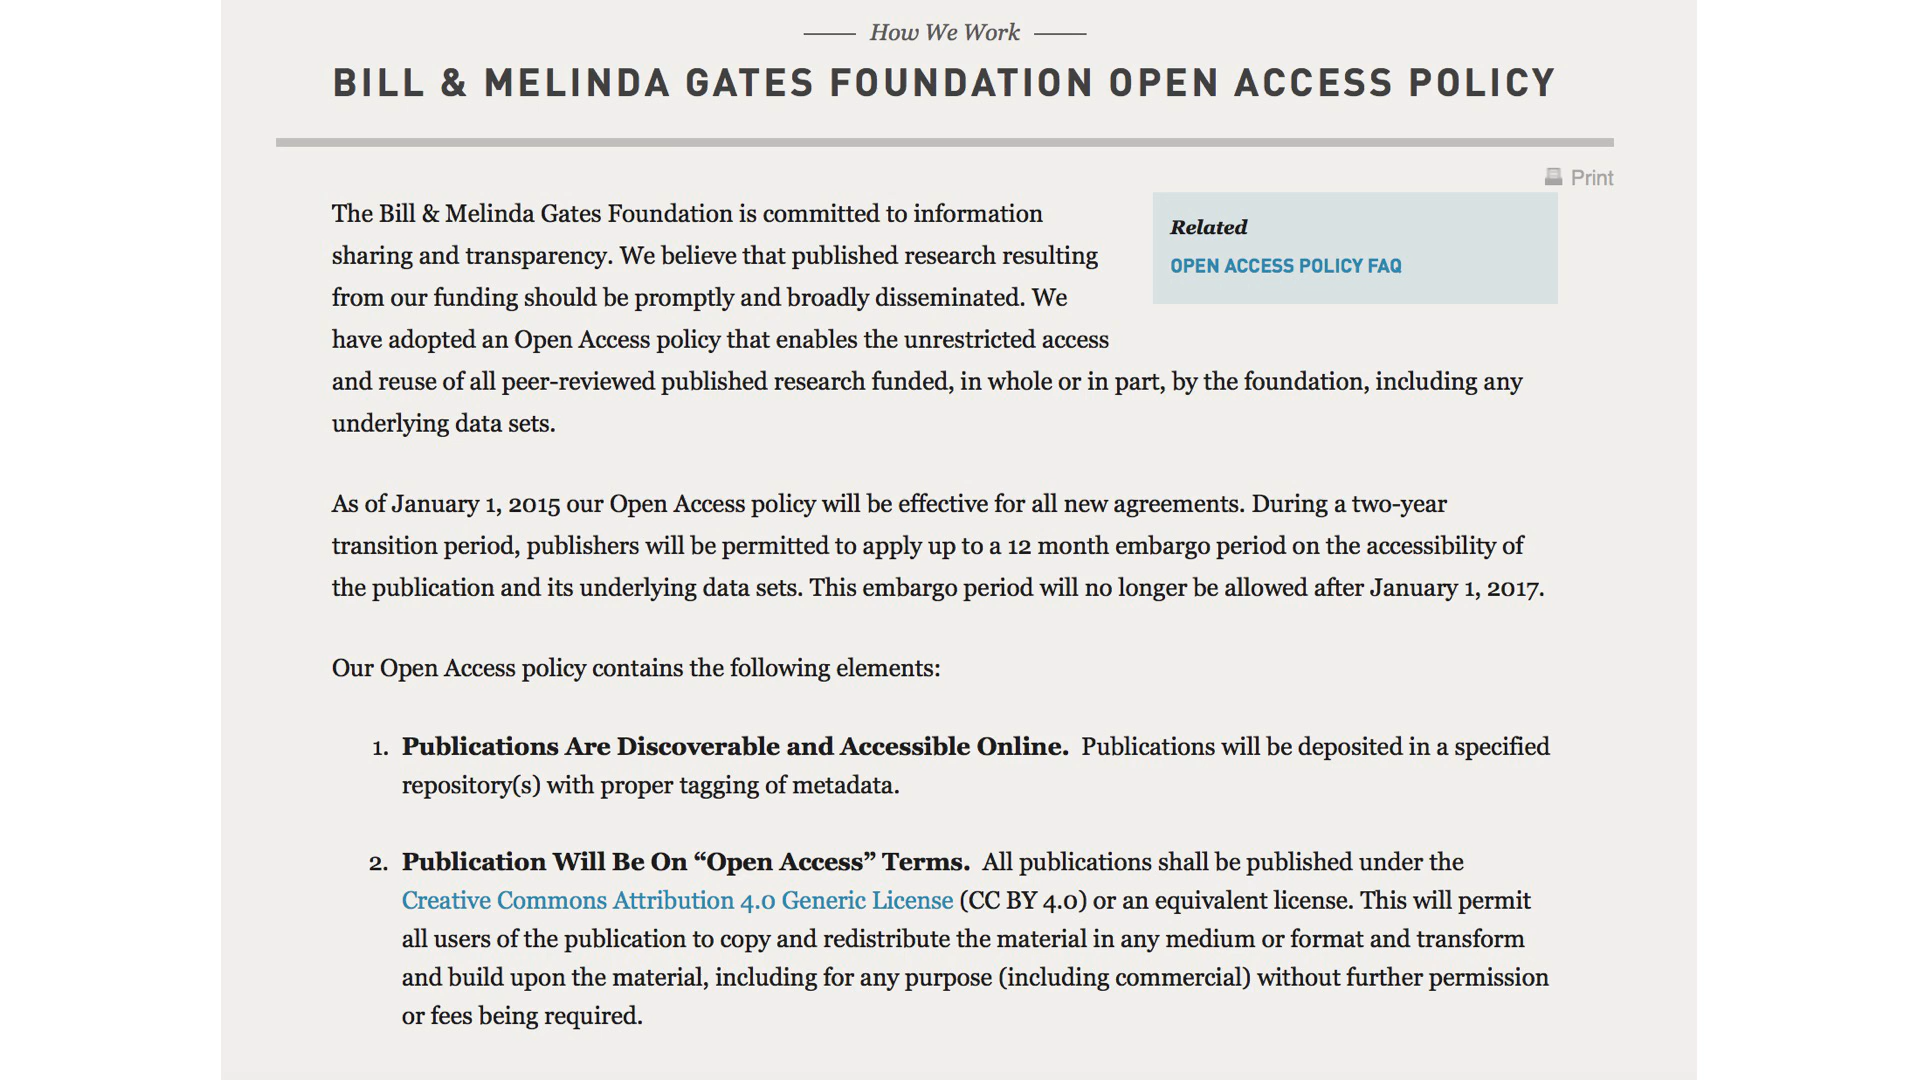 How We Work
BILL & MELINDA GATES FOUNDATION OPEN ACCESS POLICY
Print
The Bill & Melinda Gates Foundation is committed to information
sharing and transparency. We believe that published research resulting
from our funding should be promptly and broadly disseminated. We
have adopted an Open Access policy that enables the unrestricted access
and reuse of all peer-reviewed published research funded, in whole or in part, by the foundation, including any
underlying data sets.
Related
OPEN ACCESS POLICY FAQ
As of January 1, 2015 our Open Access policy will be effective for all new agreements. During a two-year
transition period, publishers will be permitted to apply up to a 12 month embargo period on the accessibility of
the publication and its underlying data sets. This embargo period will no longer be allowed after January 1, 2017.
Our Open Access policy contains the following elements:
1. Publications Are Discoverable and Accessible Online. Publications will be deposited in a specified
repository(s) with proper tagging of metadata.
2. Publication Will Be On “Open Access” Terms. All publications shall be published under the
Creative Commons Attribution 4.0 Generic License (CC BY 4.0) or an equivalent license. This will permit
all users of the publication to copy and redistribute the material in any medium or format and transform
and build upon the material, including for any purpose (including commercial) without further permission
or fees being required.